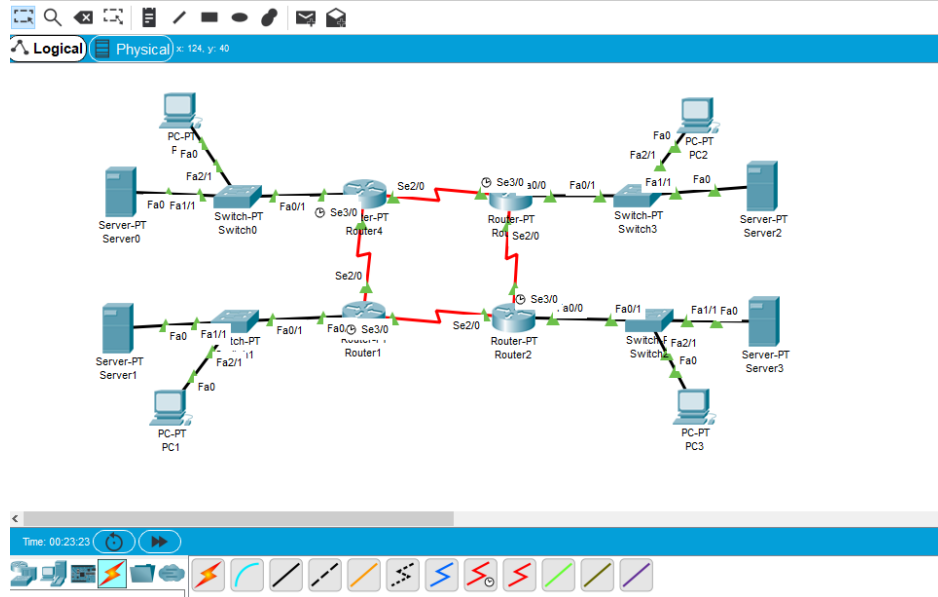 Logical
Physical
x: 124, y: 40
PC-PT
Fa0
Fa2/1
Fa0
Fa1/1
Fa0/1
Server-PT
Server0
Switch-PT
Switch0
Se3/0
Router4
Se2/0
Se3/0
Fa0/1
Router-PT
Se2/0
Fa0
Fa2/1
PC-PT
PC2
Fa1/1
Fa0
Switch-PT
Switch3
Server-PT
Server2
Se2/0
Fa0
Fa1/1
Fa2/1
Fa0/1
Se3/0
Server-PT
Server1
Fa0
PC-PT
PC1
Router1
Se2/0
Se3/0
Router-PT
Router2
Fa0/1
Fa1/1
Fa0
Fa2/1
Fa0
Server-PT
Server3
PC-PT
PC3
Time: 00:23:23